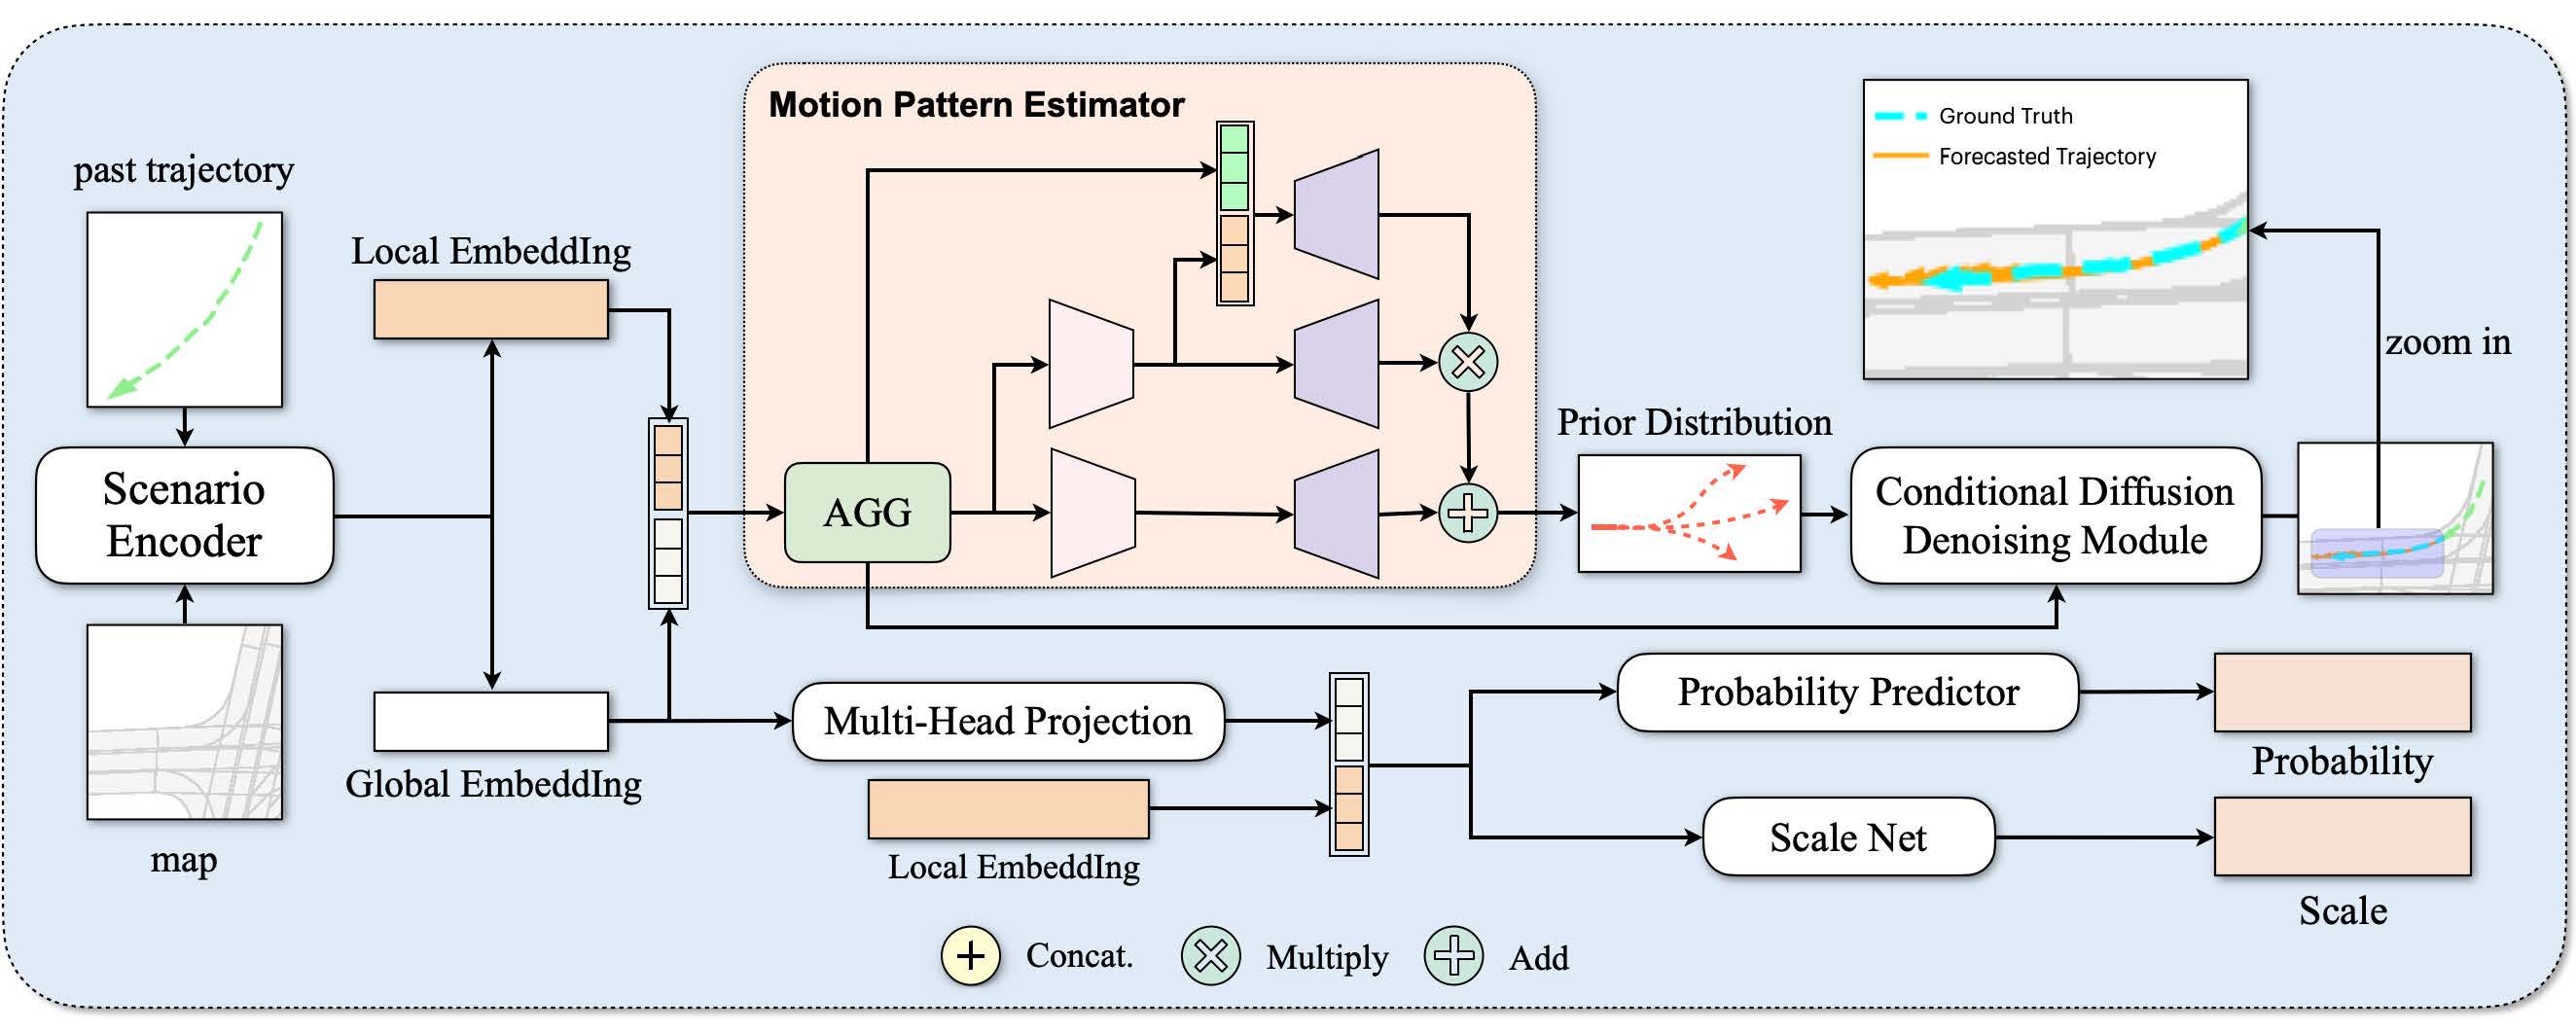 Motion Pattern Estimator
past trajectory
Local EmbeddIng
Scenario
Encoder
map
Global EmbeddIng
AGG
Prior Distribution
Conditional Diffusion
Denoising Module
Ground Truth
Forecasted Trajectory
zoom in
Multi-Head Projection
Local EmbeddIng
Probability Predictor
Probability
Scale Net
Scale
Concat.
Multiply
Add